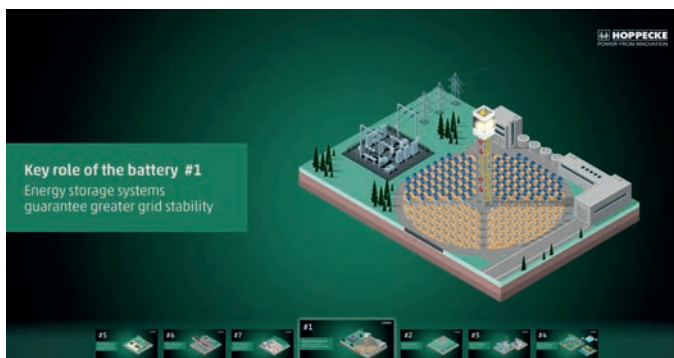 HOPPECKE
POWER FROM INNOVATION
Key role of the battery #1
Energy storage systems
guarantee greater grid stability
#5
#6
#7
#1
#2
#3
#4